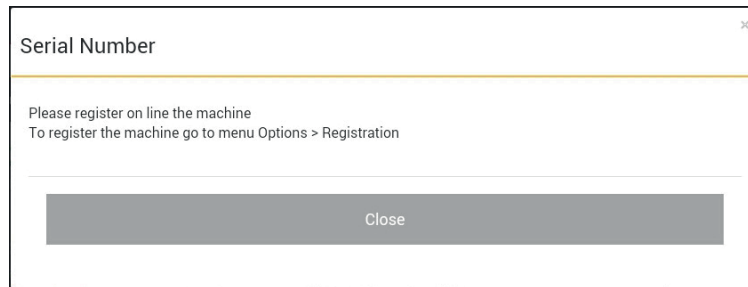 Serial Number
Please register on line the machine
To register the machine go to menu Options > Registration
Close